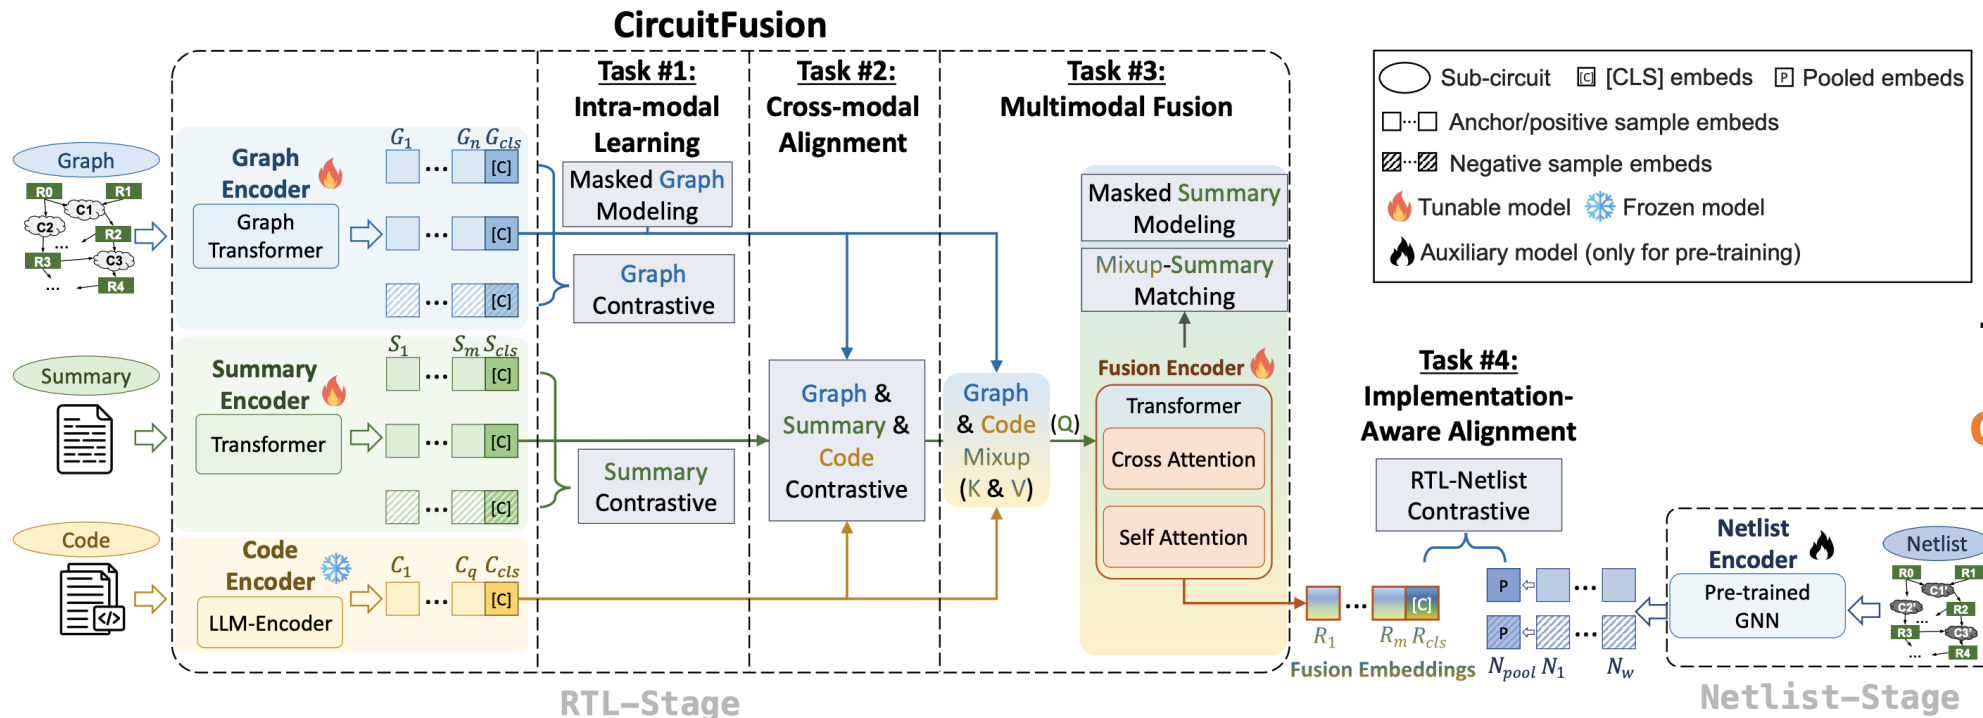 CircuitFusion
Task #1:
Intra-modal
Learning
Task #2:
Cross-modal
Alignment
Task #3:
Multimodal Fusion
Sub-circuit
[C] [CLS] embeds
P Pooled embeds
Anchor/positive sample embeds
Negative sample embeds
Tunable model
Frozen model
Auxiliary model (only for pre-training)
Graph
R0 R1
C1
C2
R2
...
R3
C3
...
R4
Graph
Encoder
Graph
Transformer
G1 Gn Gcls
... [C]
... [C]
... [C]
Masked Graph
Modeling
Graph
Contrastive
Summary
Summary
Encoder
Transformer
S1 Sm Scls
... [C]
... [C]
... [C]
Summary
Contrastive
Code
</>
Code
Encoder
LLM-Encoder
C1 Cq Ccls
... [C]
Graph &
Summary &
Code
Contrastive
Graph
& Code
Mixup
(K & V)
(Q)
Masked Summary
Modeling
Mixup-Summary
Matching
Fusion Encoder
Transformer
Cross Attention
Self Attention
... [C]
R1 Rm Rcls
Fusion Embeddings
Task #4:
Implementation-
Aware Alignment
RTL-Netlist
Contrastive
P ...
P ...
Npool N1 Nw
Netlist
Encoder
Pre-trained
GNN
Netlist
R0 R1
C1'
C2'
R2
...
R3
C3'
...
R4
RTL-Stage
Netlist-Stage